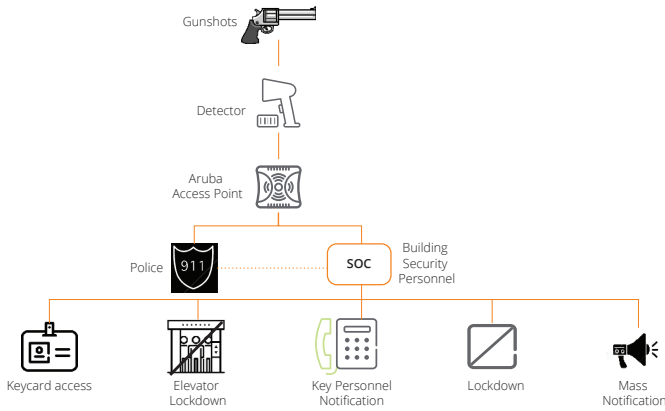 Gunshots
Detector
Aruba
Access Point
Police
911
SOC
Building
Security
Personnel
Keycard access
Elevator
Lockdown
Key Personnel
Notification
Lockdown
Mass
Notification